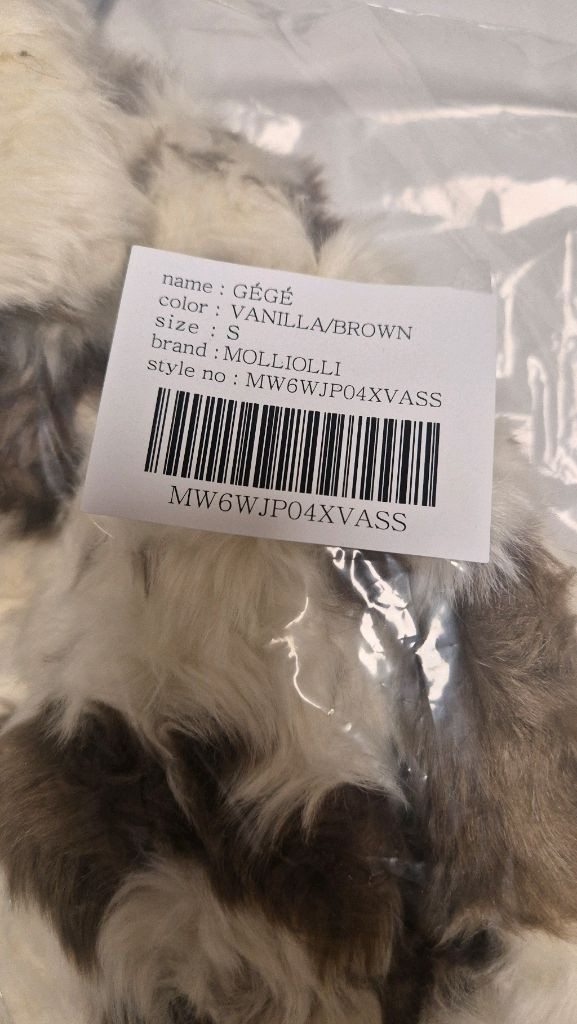 name : GÉGÉ
color : VANILLA/BROWN
size : S
brand : MOLLIOLLI
style no : MW6WJP04XVASS
MW6WJP04XVASS